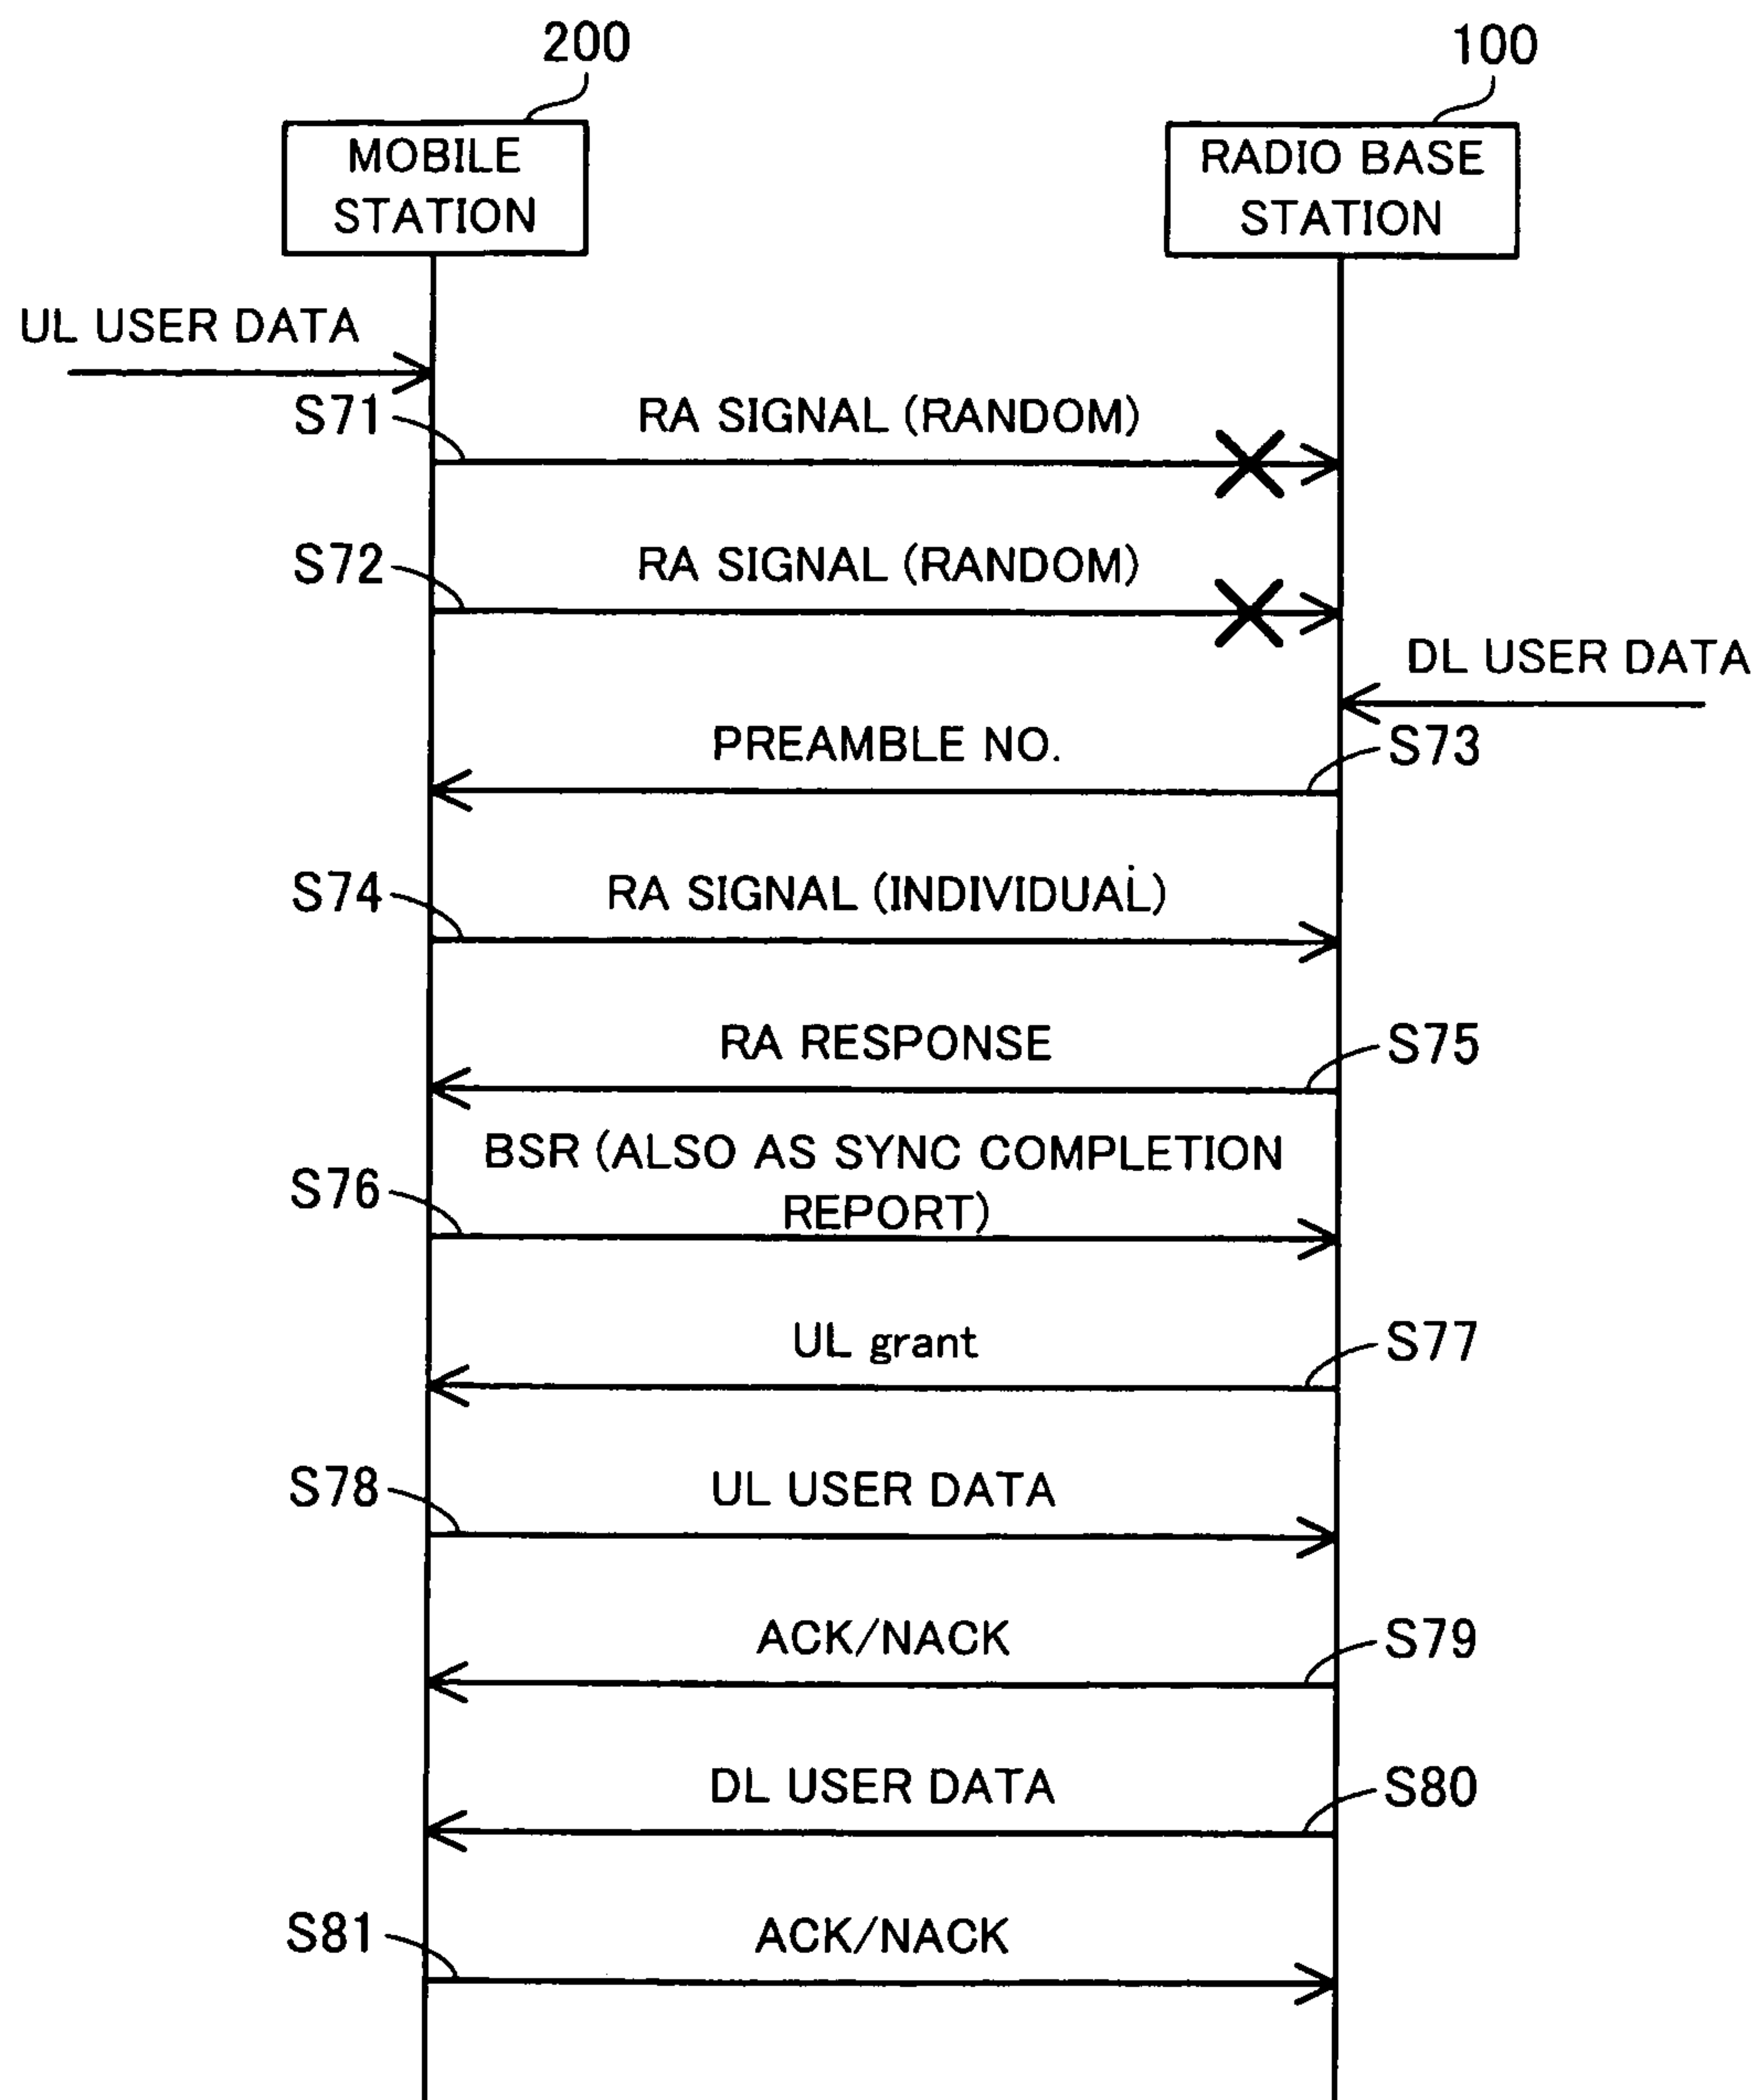 200
100
MOBILE
STATION
RADIO BASE
STATION
UL USER DATA
S71
RA SIGNAL (RANDOM)
S72
RA SIGNAL (RANDOM)
DL USER DATA
PREAMBLE NO.
S73
S74
RA SIGNAL (INDIVIDUAL)
RA RESPONSE
S75
BSR (ALSO AS SYNC COMPLETION
REPORT)
S76
UL grant
S77
S78
UL USER DATA
ACK/NACK
S79
DL USER DATA
S80
S81
ACK/NACK